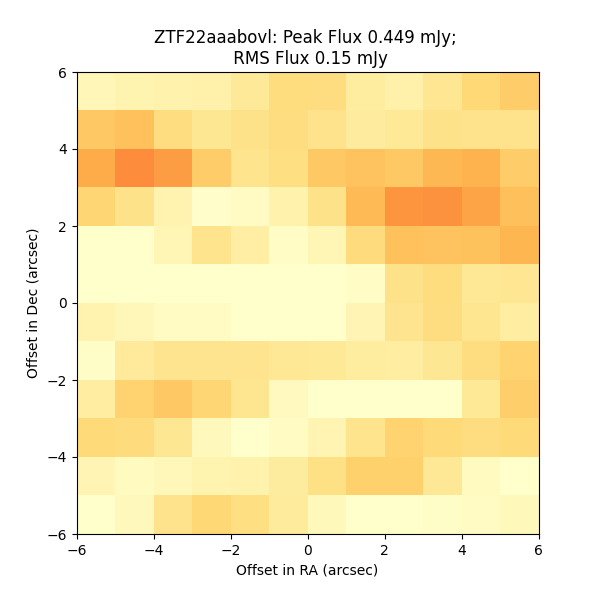 ZTF22aaabovl: Peak Flux 0.449 mJy;
RMS Flux 0.15 mJy
6
4
2
0
−2
−4
−6
Offset in Dec (arcsec)
−6 −4 −2 0 2 4 6
Offset in RA (arcsec)